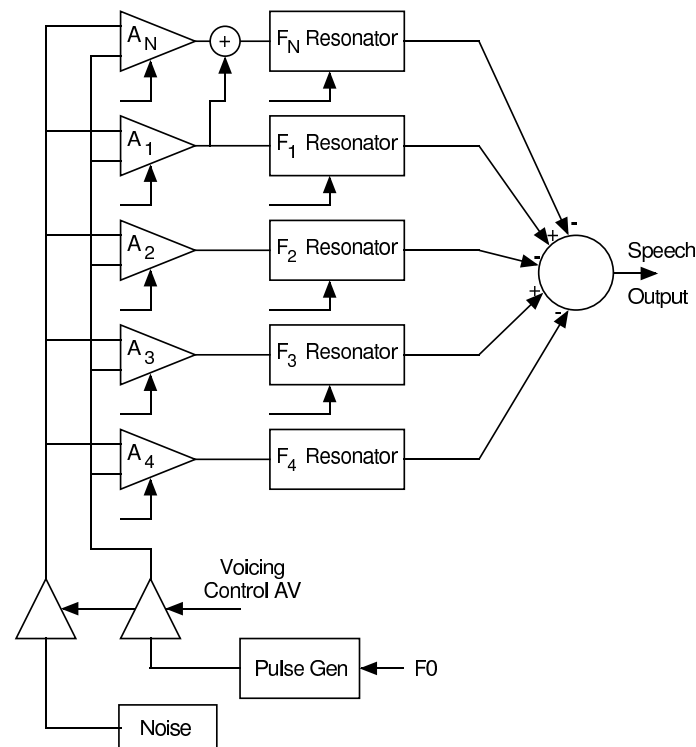 A_N
+
F_N Resonator
A_1
F_1 Resonator
-
+
A_2
F_2 Resonator
-
Speech
Output
+
-
A_3
F_3 Resonator
A_4
F_4 Resonator
Voicing
Control AV
Pulse Gen
F0
Noise